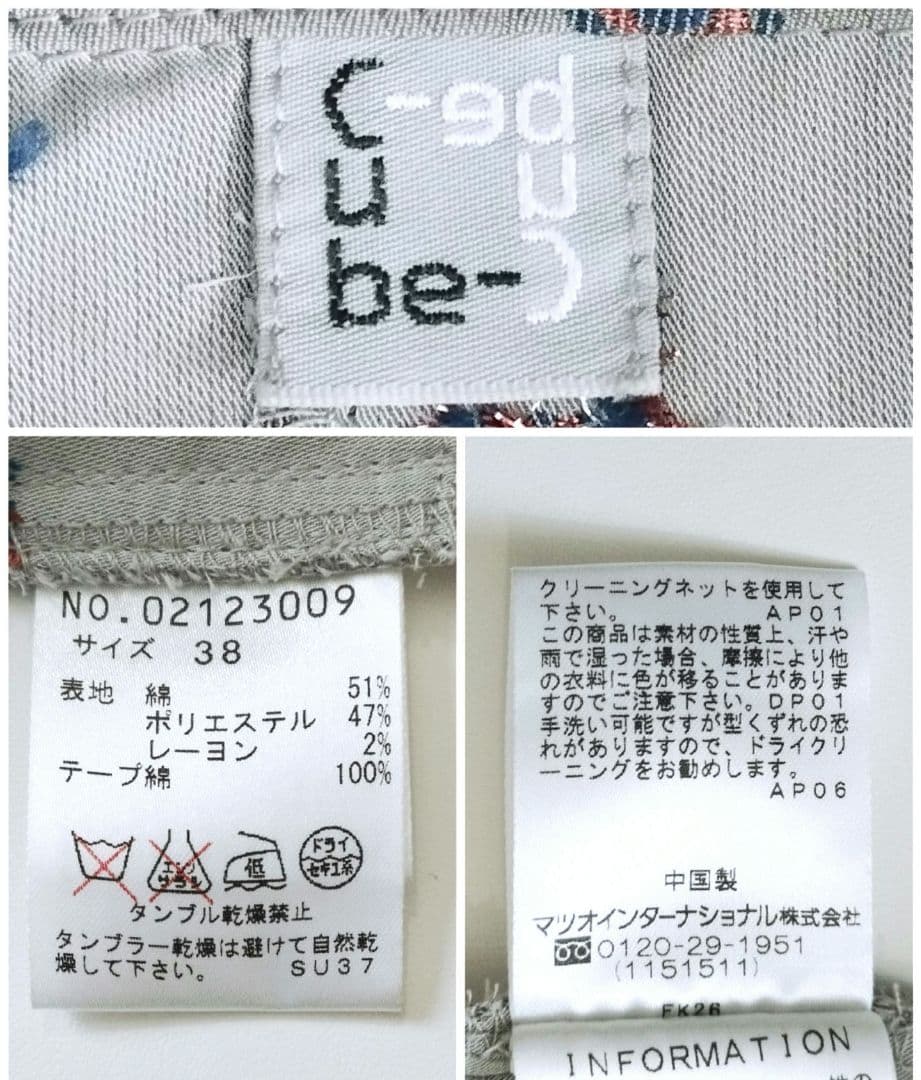 C
u
be-
Cube-
NO.02123009
サイズ 38
表地 綿 51%
ポリエステル 47%
レーヨン 2%
テープ綿 100%
エンソ
サラシ
低
ドライ
セキユ系
タンブル乾燥禁止
タンブラー乾燥は避けて自然乾
燥して下さい。 SU37
クリーニングネットを使用して
下さい。 AP01
この商品は素材の性質上、汗や
雨で湿った場合、摩擦により他
の衣料に色が移ることがありま
すのでご注意下さい。DP01
手洗い可能ですが型くずれの恐
れがありますので、ドライクリ
ーニングをお勧めします。
AP06
中国製
マツオインターナショナル株式会社
0120-29-1951
(1151511)
FK26
INFORMATION